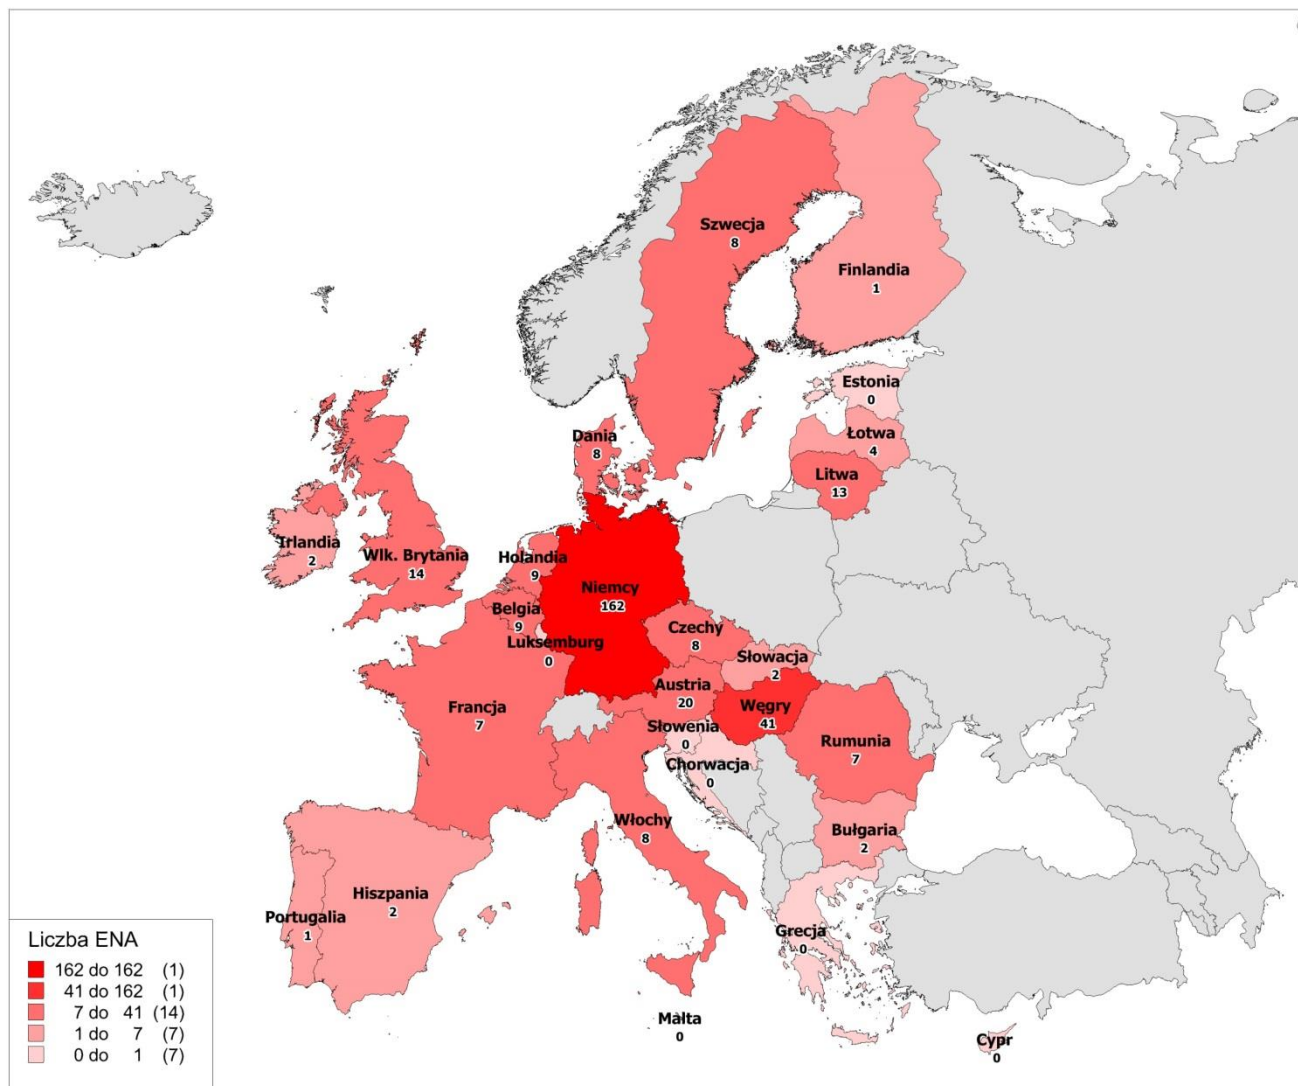 Szwecja
8
Finlandia
1
Estonia
0
Łotwa
4
Dania
8
Litwa
13
Irlandia
2
Wlk. Brytania
14
Holandia
9
Niemcy
162
Belgia
9
Luksemburg
0
Czechy
8
Słowacja
2
Austria
20
Węgry
41
Francja
7
Słowenia
0
Rumunia
7
Chorwacja
0
Włochy
8
Bułgaria
2
Hiszpania
2
Portugalia
1
Grecja
0
Malta
0
Cypr
0
Liczba ENA
162 do 162 (1)
41 do 162 (1)
7 do 41 (14)
1 do 7 (7)
0 do 1 (7)